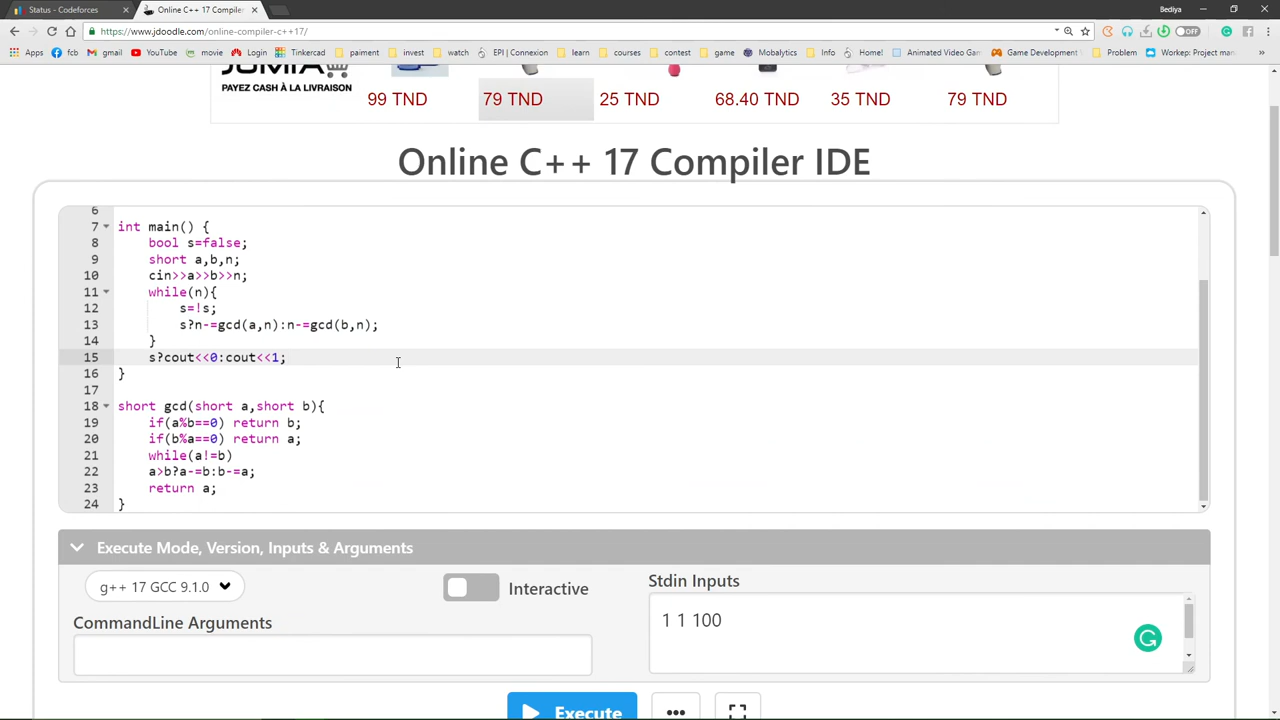 Status - Codeforces
Online C++ 17 Compiler
Bediya
https://www.jdoodle.com/online-compiler-c++17/
Apps fcb gmail YouTube movie Login Tinkercad paiment invest watch EPI | Connexion learn courses contest game Mobalytics Info Home! Animated Video Gam Game Development Problem Workep: Project man
OFF
JUMIA
PAYEZ CASH À LA LIVRAISON
99 TND 79 TND 25 TND 68.40 TND 35 TND 79 TND
Online C++ 17 Compiler IDE
6
7 int main() {
8 bool s=false;
9 short a,b,n;
10 cin>>a>>b>>n;
11 while(n){
12 s=!s;
13 s?n-=gcd(a,n):n-=gcd(b,n);
14 }
15 s?cout<<0:cout<<1;
16 }
17
18 short gcd(short a,short b){
19 if(a%b==0) return b;
20 if(b%a==0) return a;
21 while(a!=b)
22 a>b?a-=b:b-=a;
23 return a;
24 }
Execute Mode, Version, Inputs & Arguments
g++ 17 GCC 9.1.0
Interactive
Stdin Inputs
1 1 100
CommandLine Arguments
Execute